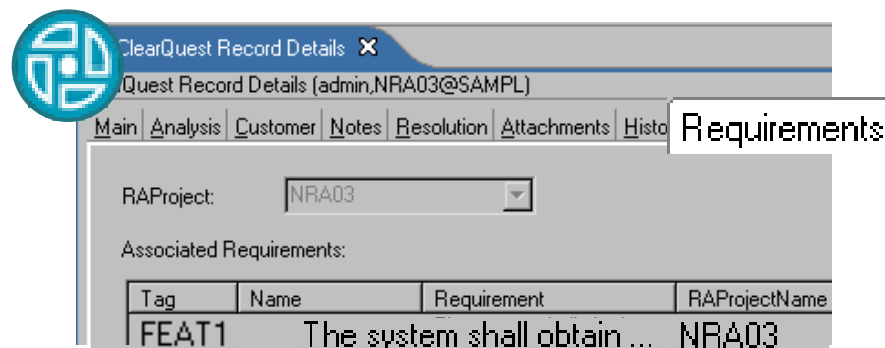 ClearQuest Record Details
Quest Record Details (admin,NRA03@SAMPL)
Main Analysis Customer Notes Resolution Attachments Histo Requirements
RAProject: NRA03
Associated Requirements:
Tag Name Requirement RAProjectName
FEAT1 The system shall obtain ... NRA03